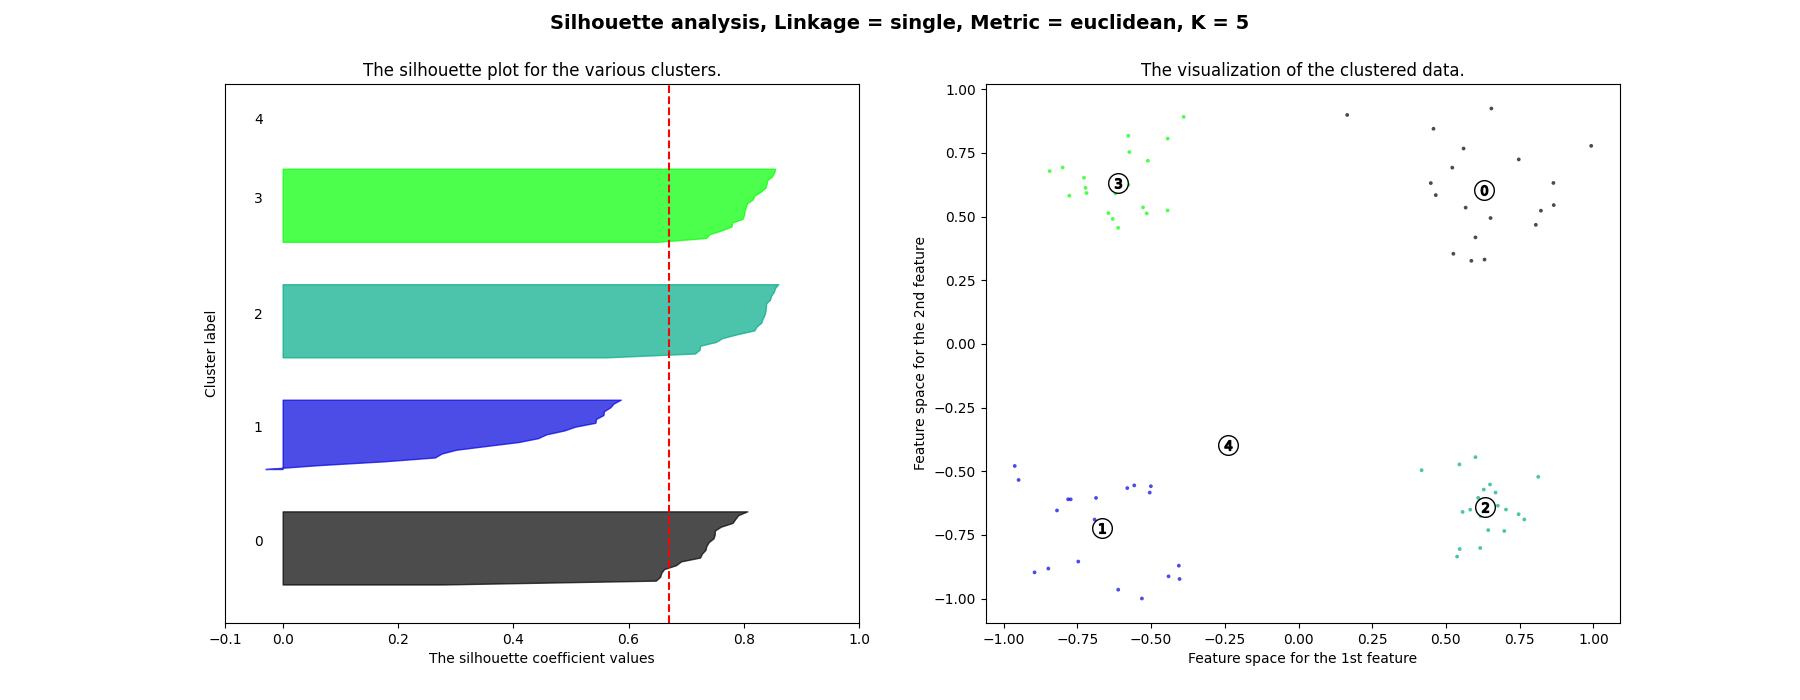 Silhouette analysis, Linkage = single, Metric = euclidean, K = 5
The silhouette plot for the various clusters.
4
3
2
1
0
Cluster label
−0.1 0.0 0.2 0.4 0.6 0.8 1.0
The silhouette coefficient values
The visualization of the clustered data.
1.00
0.75
0.50
0.25
0.00
−0.25
−0.50
−0.75
−1.00
Feature space for the 2nd feature
3
0
4
2
1
−1.00 −0.75 −0.50 −0.25 0.00 0.25 0.50 0.75 1.00
Feature space for the 1st feature